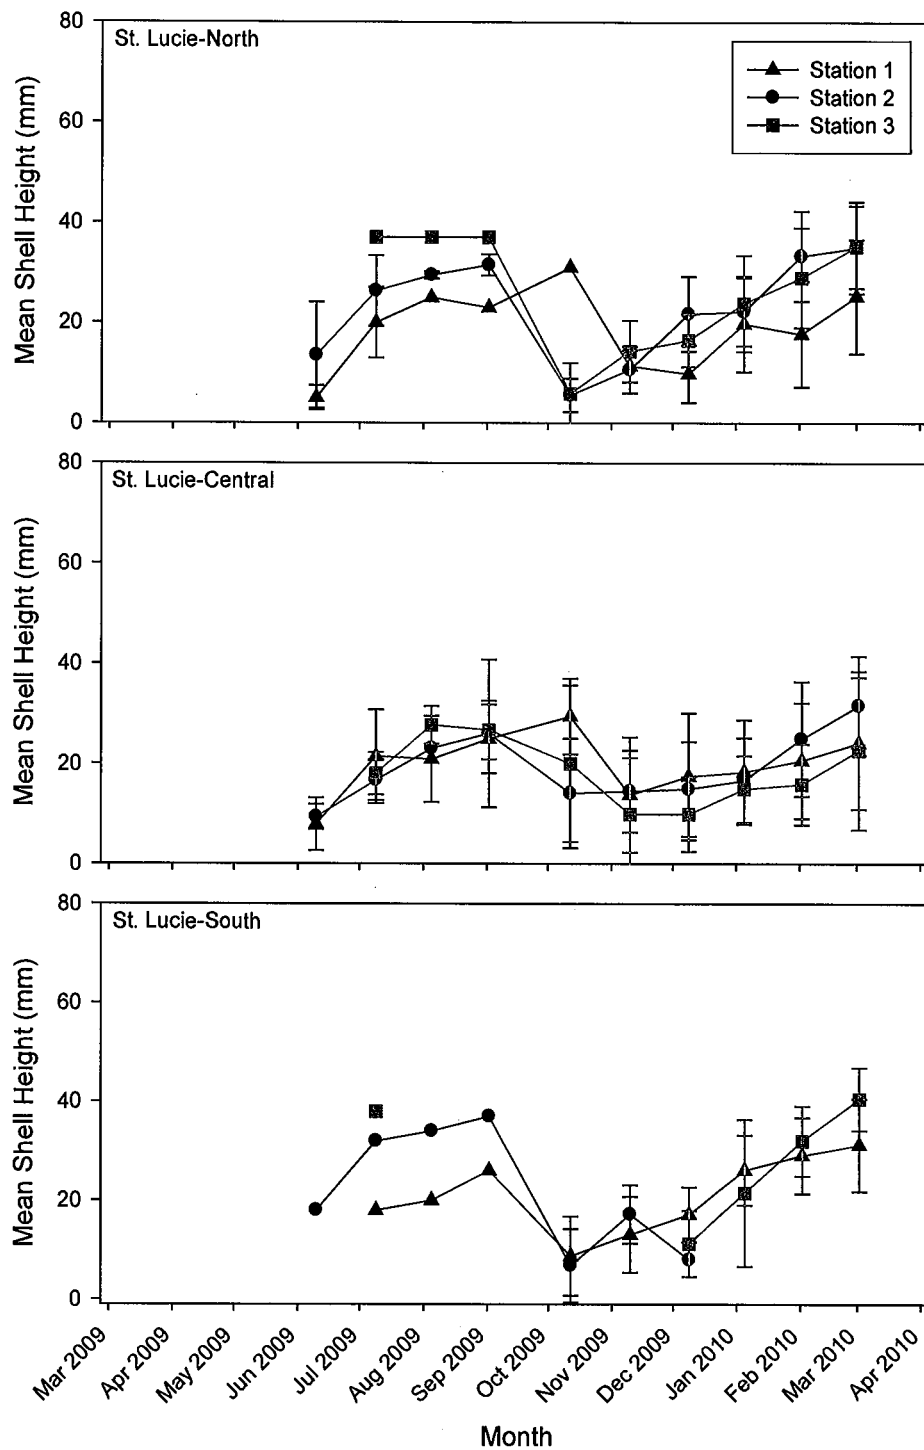 St. Lucie-North
Station 1
Station 2
Station 3
80
60
40
20
0
Mean Shell Height (mm)
St. Lucie-Central
80
60
40
20
0
Mean Shell Height (mm)
St. Lucie-South
80
60
40
20
0
Mean Shell Height (mm)
Mar 2009
Apr 2009
May 2009
Jun 2009
Jul 2009
Aug 2009
Sep 2009
Oct 2009
Nov 2009
Dec 2009
Jan 2010
Feb 2010
Mar 2010
Apr 2010
Month